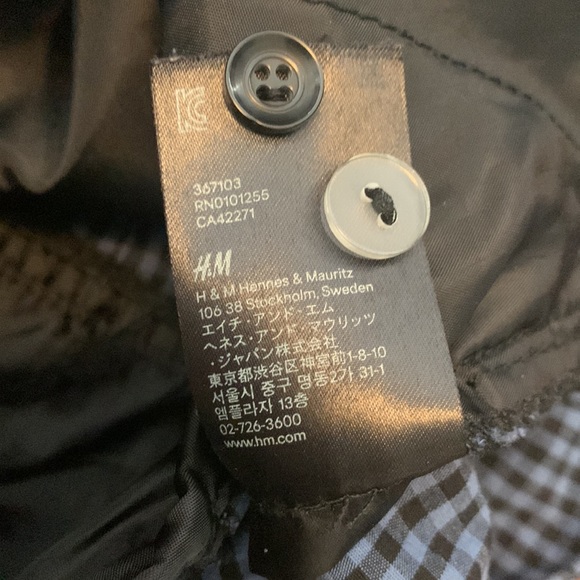 KC
367103
RN0101255
CA42271
H&M
H & M Hennes & Mauritz
106 38 Stockholm, Sweden
エイチ・アンド・エム
ヘネス・アンド・マウリッツ
・ジャパン株式会社
東京都渋谷区神宮前1-8-10
서울시 중구 명동2가 31-1
엠플라자 13층
02-726-3600
www.hm.com